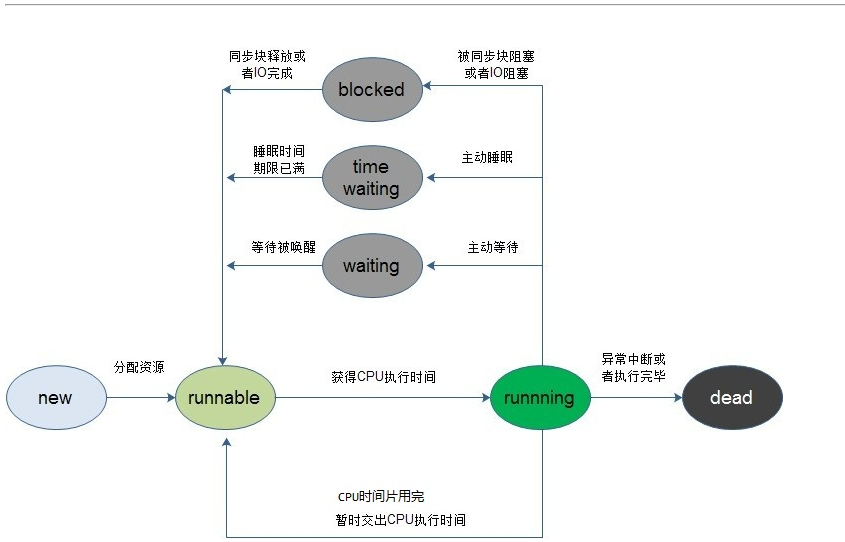 同步块释放或
者IO完成
blocked
被同步块阻塞
或者IO阻塞
睡眠时间
期限已满
time
waiting
主动睡眠
等待被唤醒
waiting
主动等待
new
分配资源
runnable
获得CPU执行时间
runnning
异常中断或
者执行完毕
dead
CPU时间片用完
暂时交出CPU执行时间